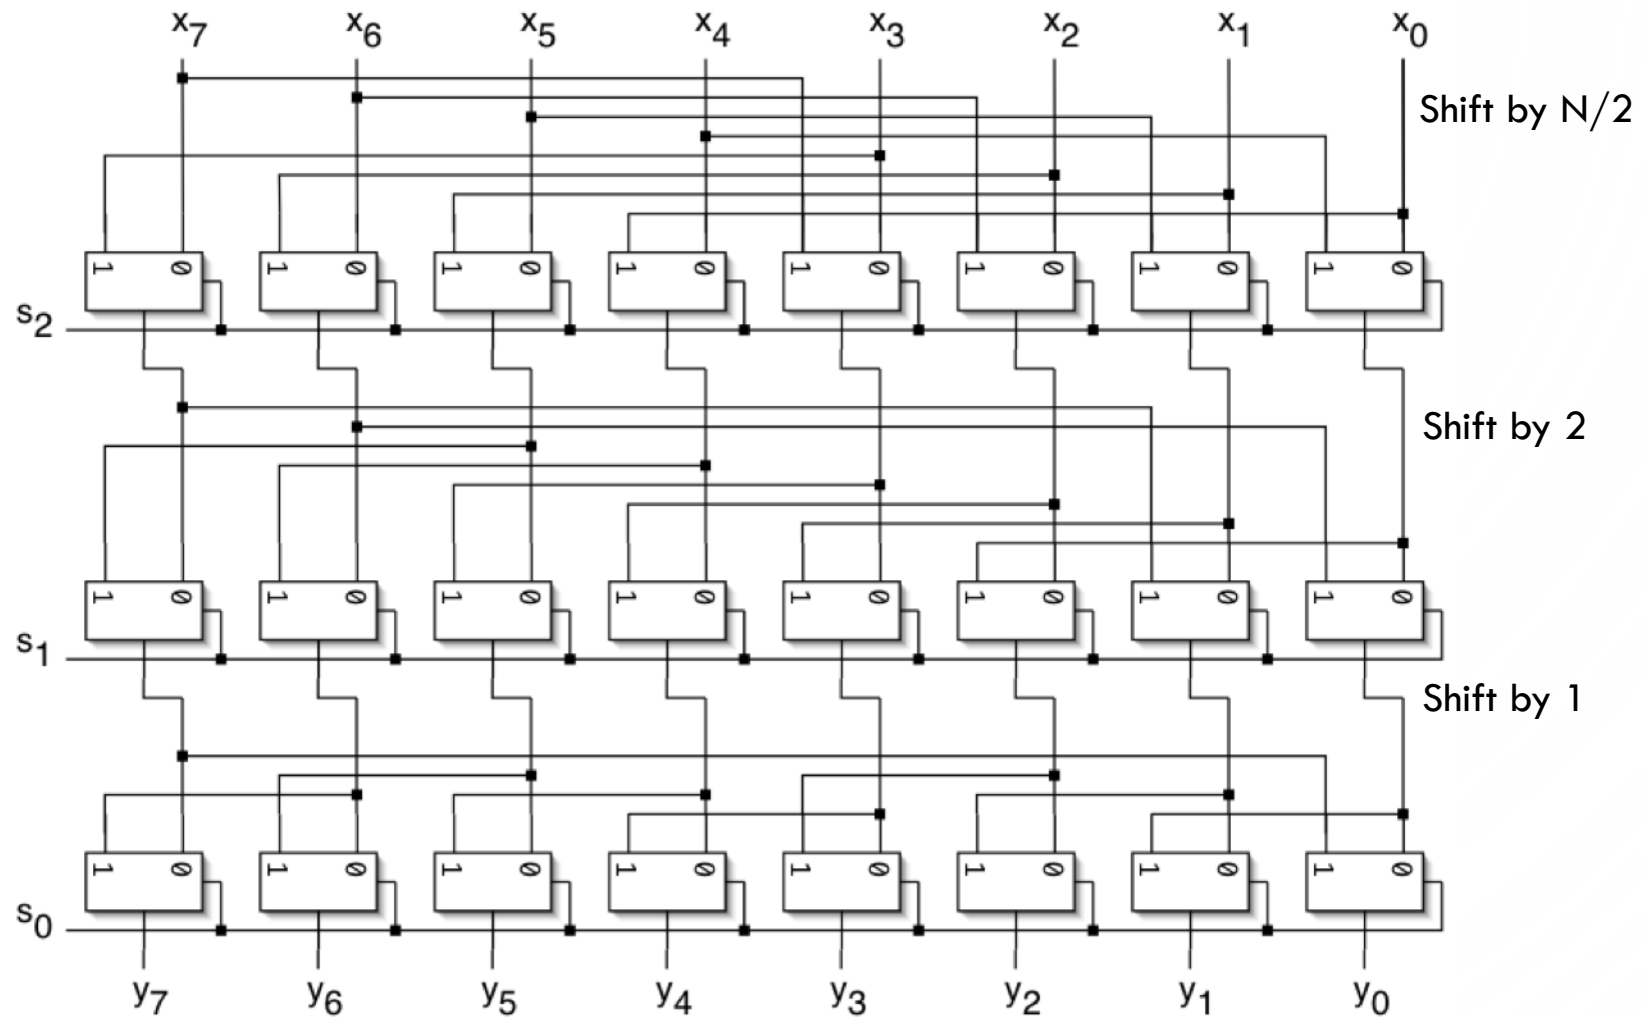 x₇ x₆ x₅ x₄ x₃ x₂ x₁ x₀
Shift by N/2
1 0 1 0 1 0 1 0 1 0 1 0 1 0 1 0
s₂
Shift by 2
1 0 1 0 1 0 1 0 1 0 1 0 1 0 1 0
s₁
Shift by 1
1 0 1 0 1 0 1 0 1 0 1 0 1 0 1 0
s₀
y₇ y₆ y₅ y₄ y₃ y₂ y₁ y₀